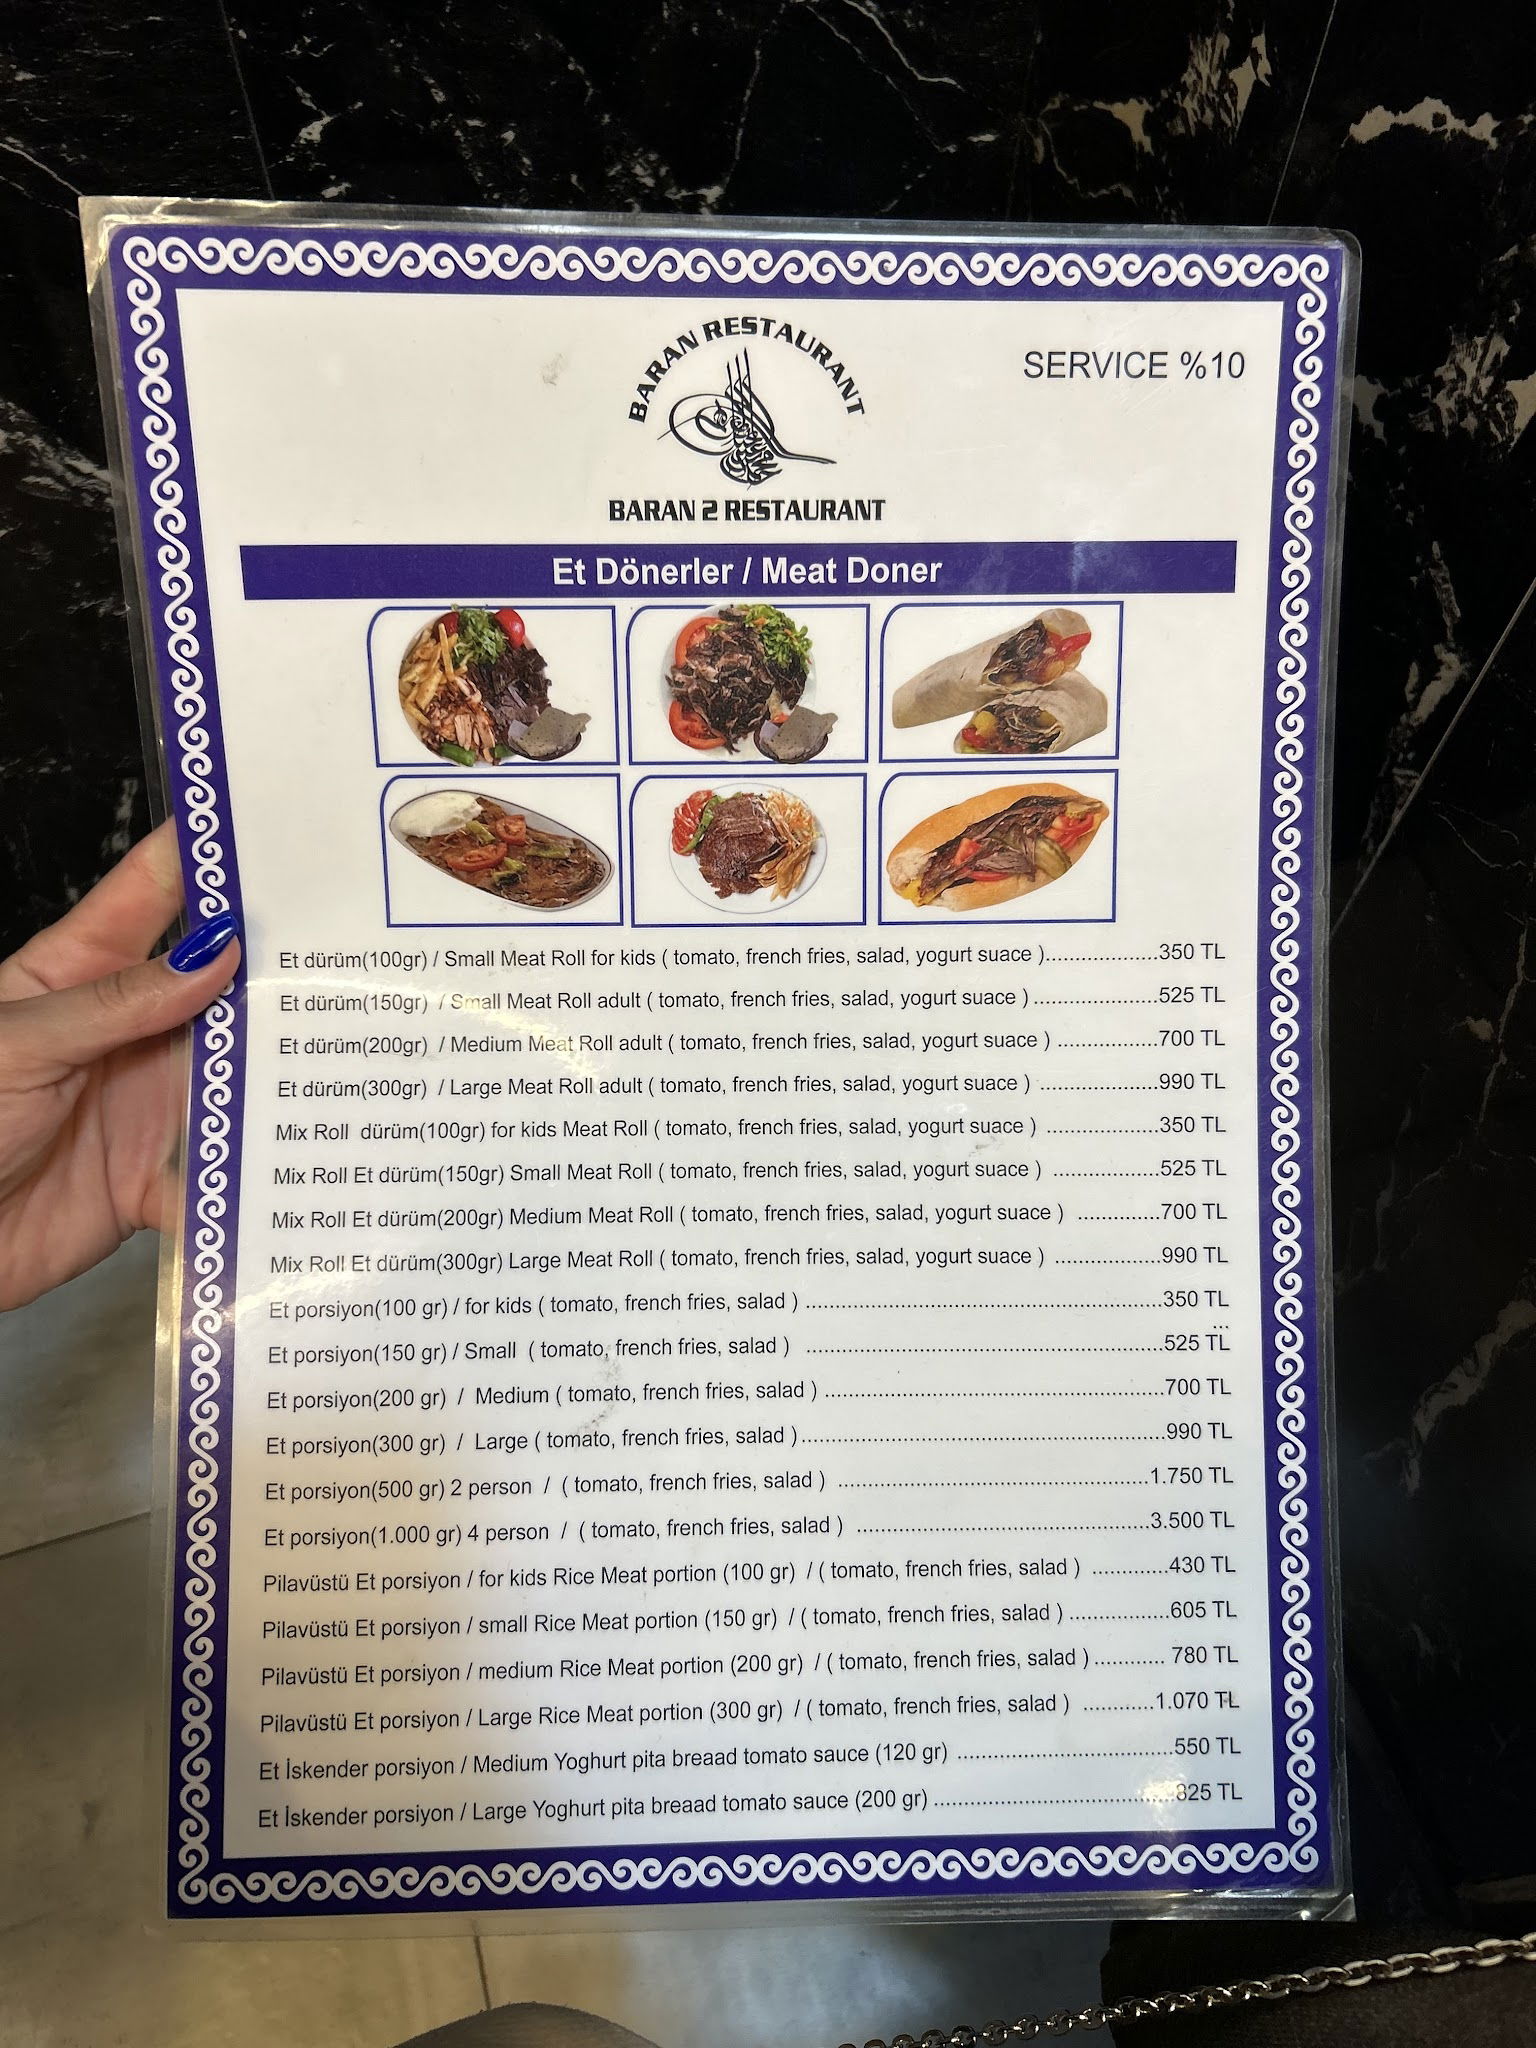 BARAN RESTAURANT
SERVICE %10
BARAN 2 RESTAURANT
Et Dönerler / Meat Doner
Et dürüm(100gr) / Small Meat Roll for kids ( tomato, french fries, salad, yogurt suace )...................350 TL
Et dürüm(150gr) / Small Meat Roll adult ( tomato, french fries, salad, yogurt suace ).....................525 TL
Et dürüm(200gr) / Medium Meat Roll adult ( tomato, french fries, salad, yogurt suace ) .................700 TL
Et dürüm(300gr) / Large Meat Roll adult ( tomato, french fries, salad, yogurt suace ) ....................990 TL
Mix Roll dürüm(100gr) for kids Meat Roll ( tomato, french fries, salad, yogurt suace ) ...................350 TL
Mix Roll Et dürüm(150gr) Small Meat Roll ( tomato, french fries, salad, yogurt suace ) ..................525 TL
Mix Roll Et dürüm(200gr) Medium Meat Roll ( tomato, french fries, salad, yogurt suace ) ..............700 TL
Mix Roll Et dürüm(300gr) Large Meat Roll ( tomato, french fries, salad, yogurt suace ) ..................990 TL
Et porsiyon(100 gr) / for kids ( tomato, french fries, salad ) .............................................................350 TL
...
Et porsiyon(150 gr) / Small ( tomato, french fries, salad ) .............................................................525 TL
Et porsiyon(200 gr) / Medium ( tomato, french fries, salad ) ..........................................................700 TL
Et porsiyon(300 gr) / Large ( tomato, french fries, salad )..............................................................990 TL
Et porsiyon(500 gr) 2 person / ( tomato, french fries, salad ) .....................................................1.750 TL
Et porsiyon(1.000 gr) 4 person / ( tomato, french fries, salad ) ..................................................3.500 TL
Pilavüstü Et porsiyon / for kids Rice Meat portion (100 gr) / ( tomato, french fries, salad ) .............430 TL
Pilavüstü Et porsiyon / small Rice Meat portion (150 gr) / ( tomato, french fries, salad ).................605 TL
Pilavüstü Et porsiyon / medium Rice Meat portion (200 gr) / ( tomato, french fries, salad )............ 780 TL
Pilavüstü Et porsiyon / Large Rice Meat portion (300 gr) / ( tomato, french fries, salad ) ............1.070 TL
Et İskender porsiyon / Medium Yoghurt pita breaad tomato sauce (120 gr) ....................................550 TL
Et İskender porsiyon / Large Yoghurt pita breaad tomato sauce (200 gr) ........................................825 TL